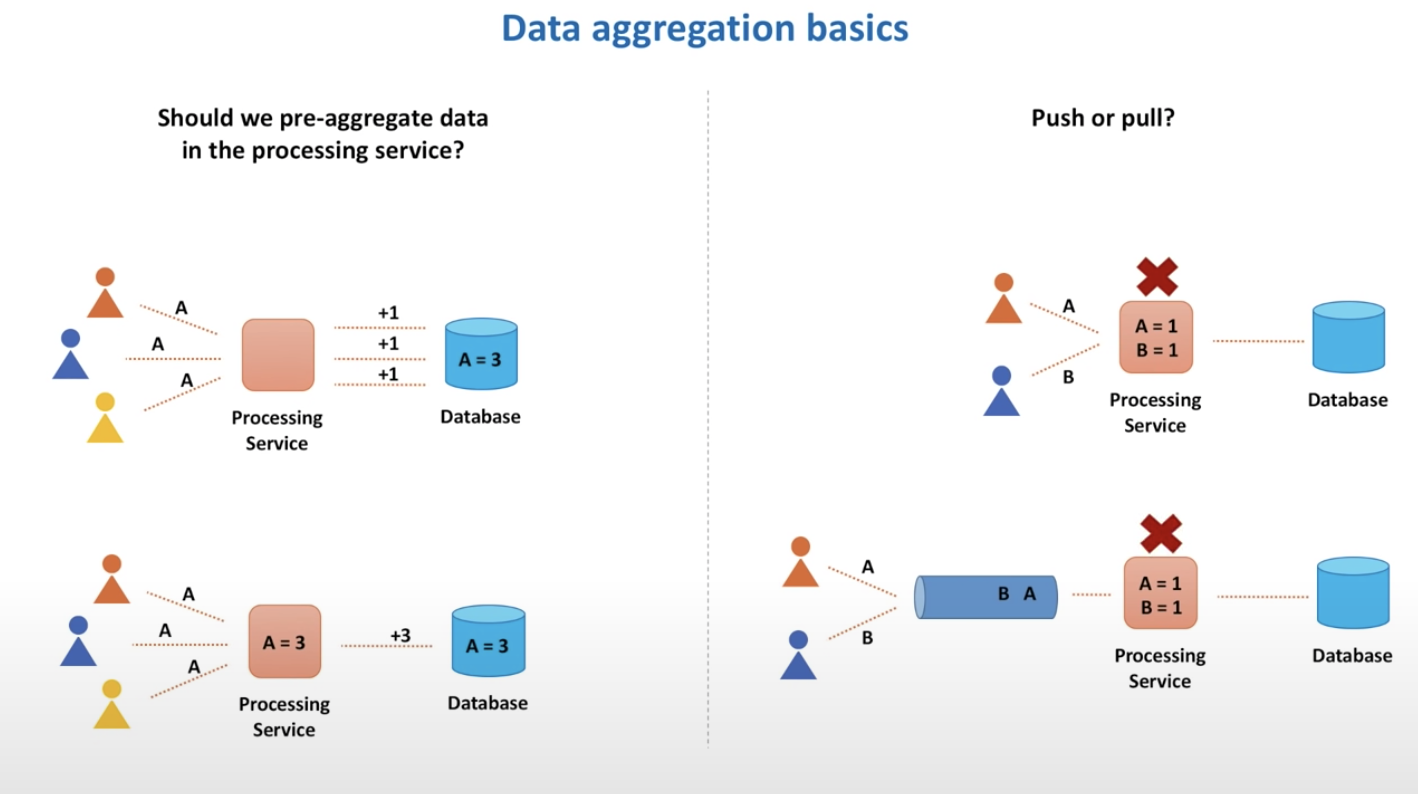 Data aggregation basics
Should we pre-aggregate data
in the processing service?
A
A
A
+1
+1
+1
A = 3
Processing
Service
Database
A
A
A
A = 3
+3
A = 3
Processing
Service
Database
Push or pull?
A
B
A = 1
B = 1
Processing
Service
Database
A
B
B A
A = 1
B = 1
Processing
Service
Database